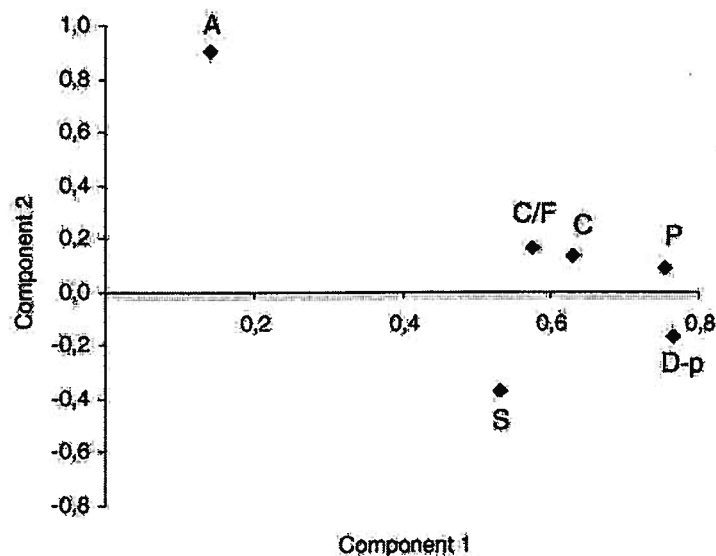 1,0
A
0,8
0,6
0,4
C/F
C
0,2
P
Component 2
0,0
0,2
0,4
0,6
0,8
-0,2
D-p
-0,4
S
-0,6
-0,8
Component 1